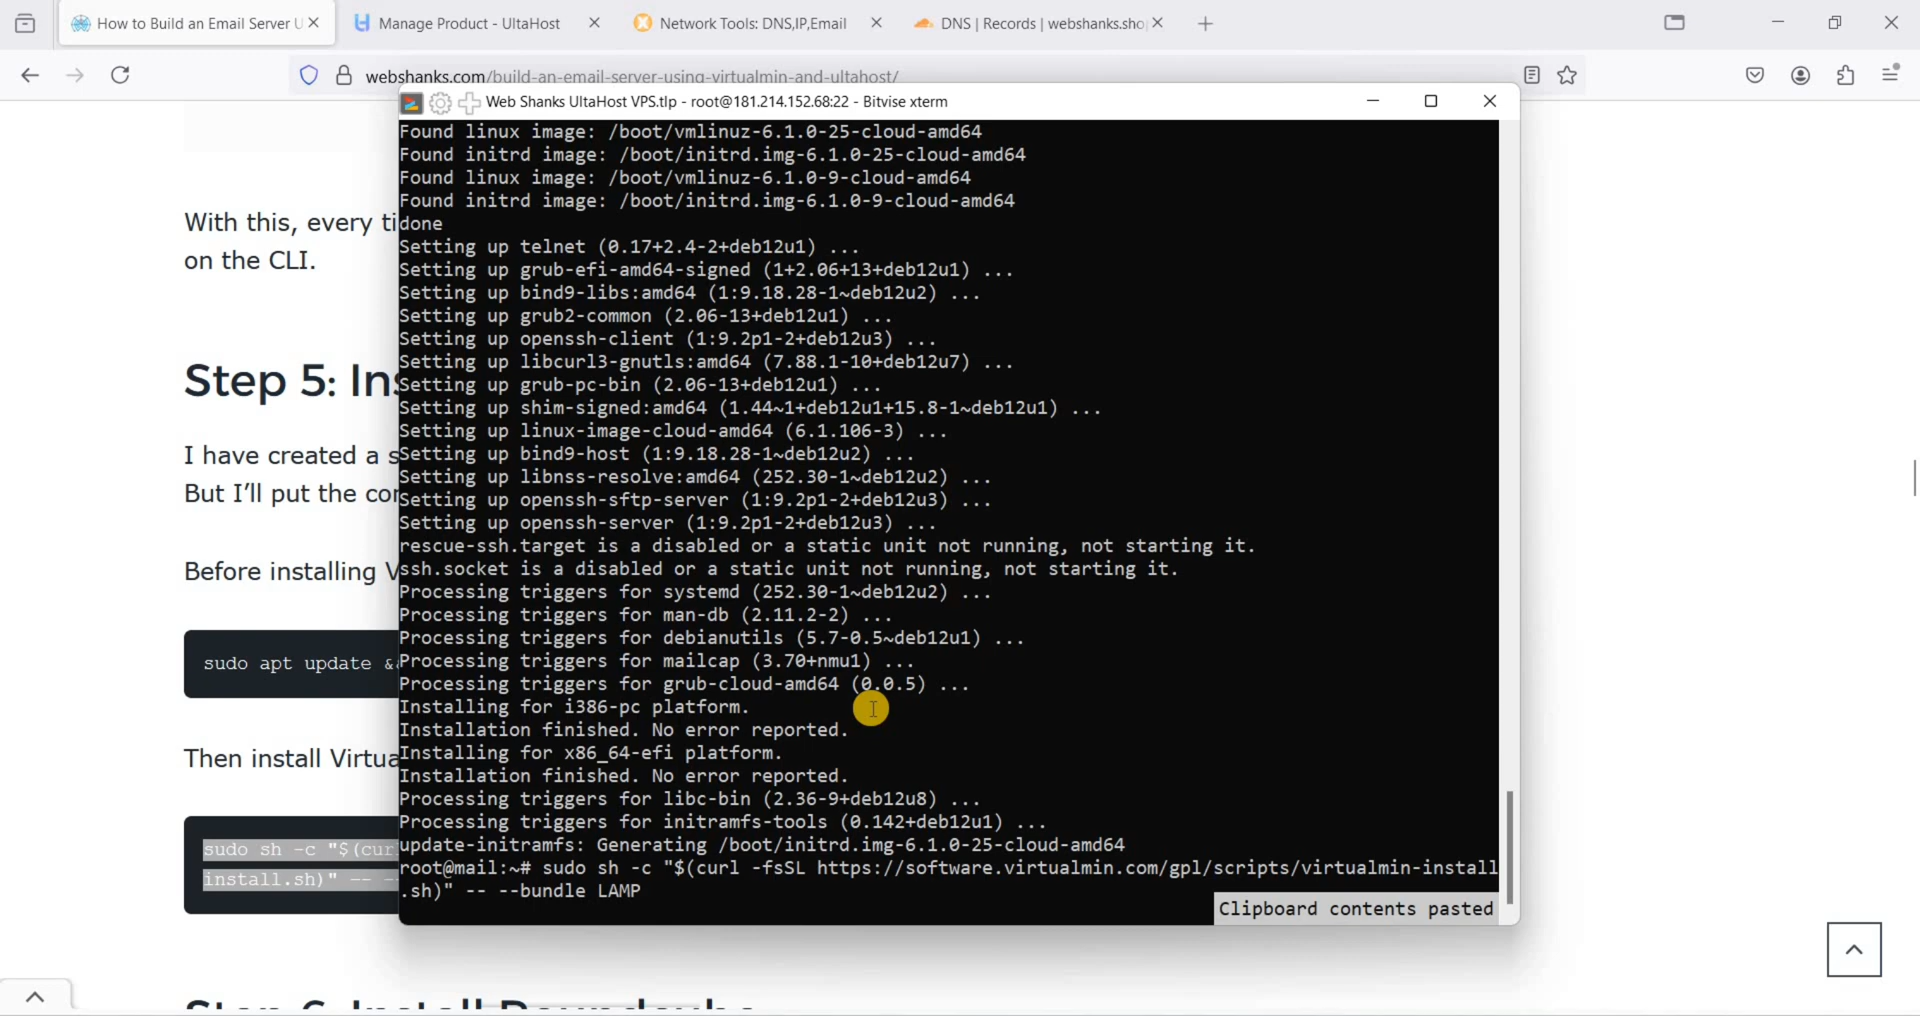 How to Build an Email Server U
Manage Product - UltaHost
Network Tools: DNS,IP,Email
DNS | Records | webshanks.sho
webshanks.com/build-an-email-server-using-virtualmin-and-ultahost/
Web Shanks UltaHost VPS.tlp - root@181.214.152.68:22 - Bitvise xterm
Found linux image: /boot/vmlinuz-6.1.0-25-cloud-amd64
Found initrd image: /boot/initrd.img-6.1.0-25-cloud-amd64
Found linux image: /boot/vmlinuz-6.1.0-9-cloud-amd64
Found initrd image: /boot/initrd.img-6.1.0-9-cloud-amd64
done
Setting up telnet (0.17+2.4-2+deb12u1) ...
Setting up grub-efi-amd64-signed (1+2.06+13+deb12u1) ...
Setting up bind9-libs:amd64 (1:9.18.28-1~deb12u2) ...
Setting up grub2-common (2.06-13+deb12u1) ...
Setting up openssh-client (1:9.2p1-2+deb12u3) ...
Setting up libcurl3-gnutls:amd64 (7.88.1-10+deb12u7) ...
Setting up grub-pc-bin (2.06-13+deb12u1) ...
Setting up shim-signed:amd64 (1.44~1+deb12u1+15.8-1~deb12u1) ...
Setting up linux-image-cloud-amd64 (6.1.106-3) ...
Setting up bind9-host (1:9.18.28-1~deb12u2) ...
Setting up libnss-resolve:amd64 (252.30-1~deb12u2) ...
Setting up openssh-sftp-server (1:9.2p1-2+deb12u3) ...
Setting up openssh-server (1:9.2p1-2+deb12u3) ...
rescue-ssh.target is a disabled or a static unit not running, not starting it.
ssh.socket is a disabled or a static unit not running, not starting it.
Processing triggers for systemd (252.30-1~deb12u2) ...
Processing triggers for man-db (2.11.2-2) ...
Processing triggers for debianutils (5.7-0.5~deb12u1) ...
Processing triggers for mailcap (3.70+nmu1) ...
Processing triggers for grub-cloud-amd64 (0.0.5) ...
Installing for i386-pc platform.
Installation finished. No error reported.
Installing for x86_64-efi platform.
Installation finished. No error reported.
Processing triggers for libc-bin (2.36-9+deb12u8) ...
Processing triggers for initramfs-tools (0.142+deb12u1) ...
update-initramfs: Generating /boot/initrd.img-6.1.0-25-cloud-amd64
root@mail:~# sudo sh -c "$(curl -fsSL https://software.virtualmin.com/gpl/scripts/virtualmin-install
.sh)" -- --bundle LAMP
Clipboard contents pasted
With this, every ti
on the CLI.
Step 5: Ins
I have created a s
But I'll put the co
Before installing V
sudo apt update &
Then install Virtua
sudo sh -c "$(cur
install.sh)" -- -
Step 6: Install Roundcube